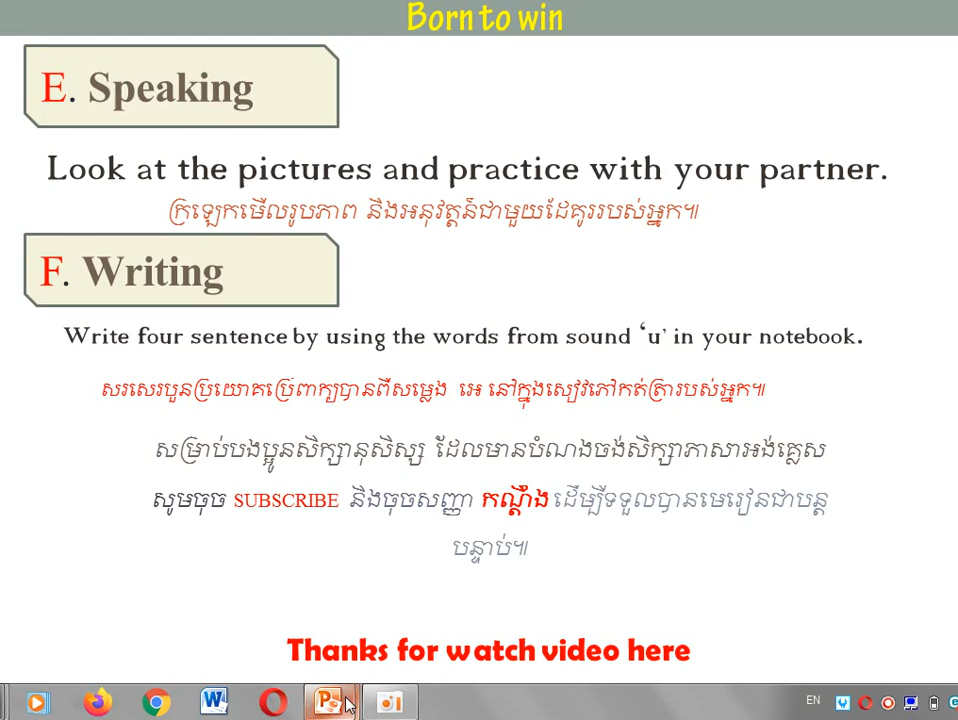 Born to win
E. Speaking
Look at the pictures and practice with your partner.
ក្រឡេកមើលរូបភាព និងអនុវត្តន៍ជាមួយដៃគូររបស់អ្នក៕
F. Writing
Write four sentence by using the words from sound ‘u’ in your notebook.
សរសេរបួនប្រយោគប្រើពាក្យបានពីសម្លេង អេ នៅក្នុងសៀវភៅកត់ត្រារបស់អ្នក៕
សម្រាប់បងប្អូនសិក្សានុសិស្ស ដែលមានបំណងចង់សិក្សាភាសាអង់គ្លេស
សូមចុច SUBSCRIBE និងចុចសញ្ញា កណ្ដឹង ដើម្បីទទួលបានមេរៀនជាបន្ត
បន្ទាប់៕
Thanks for watch video here
EN